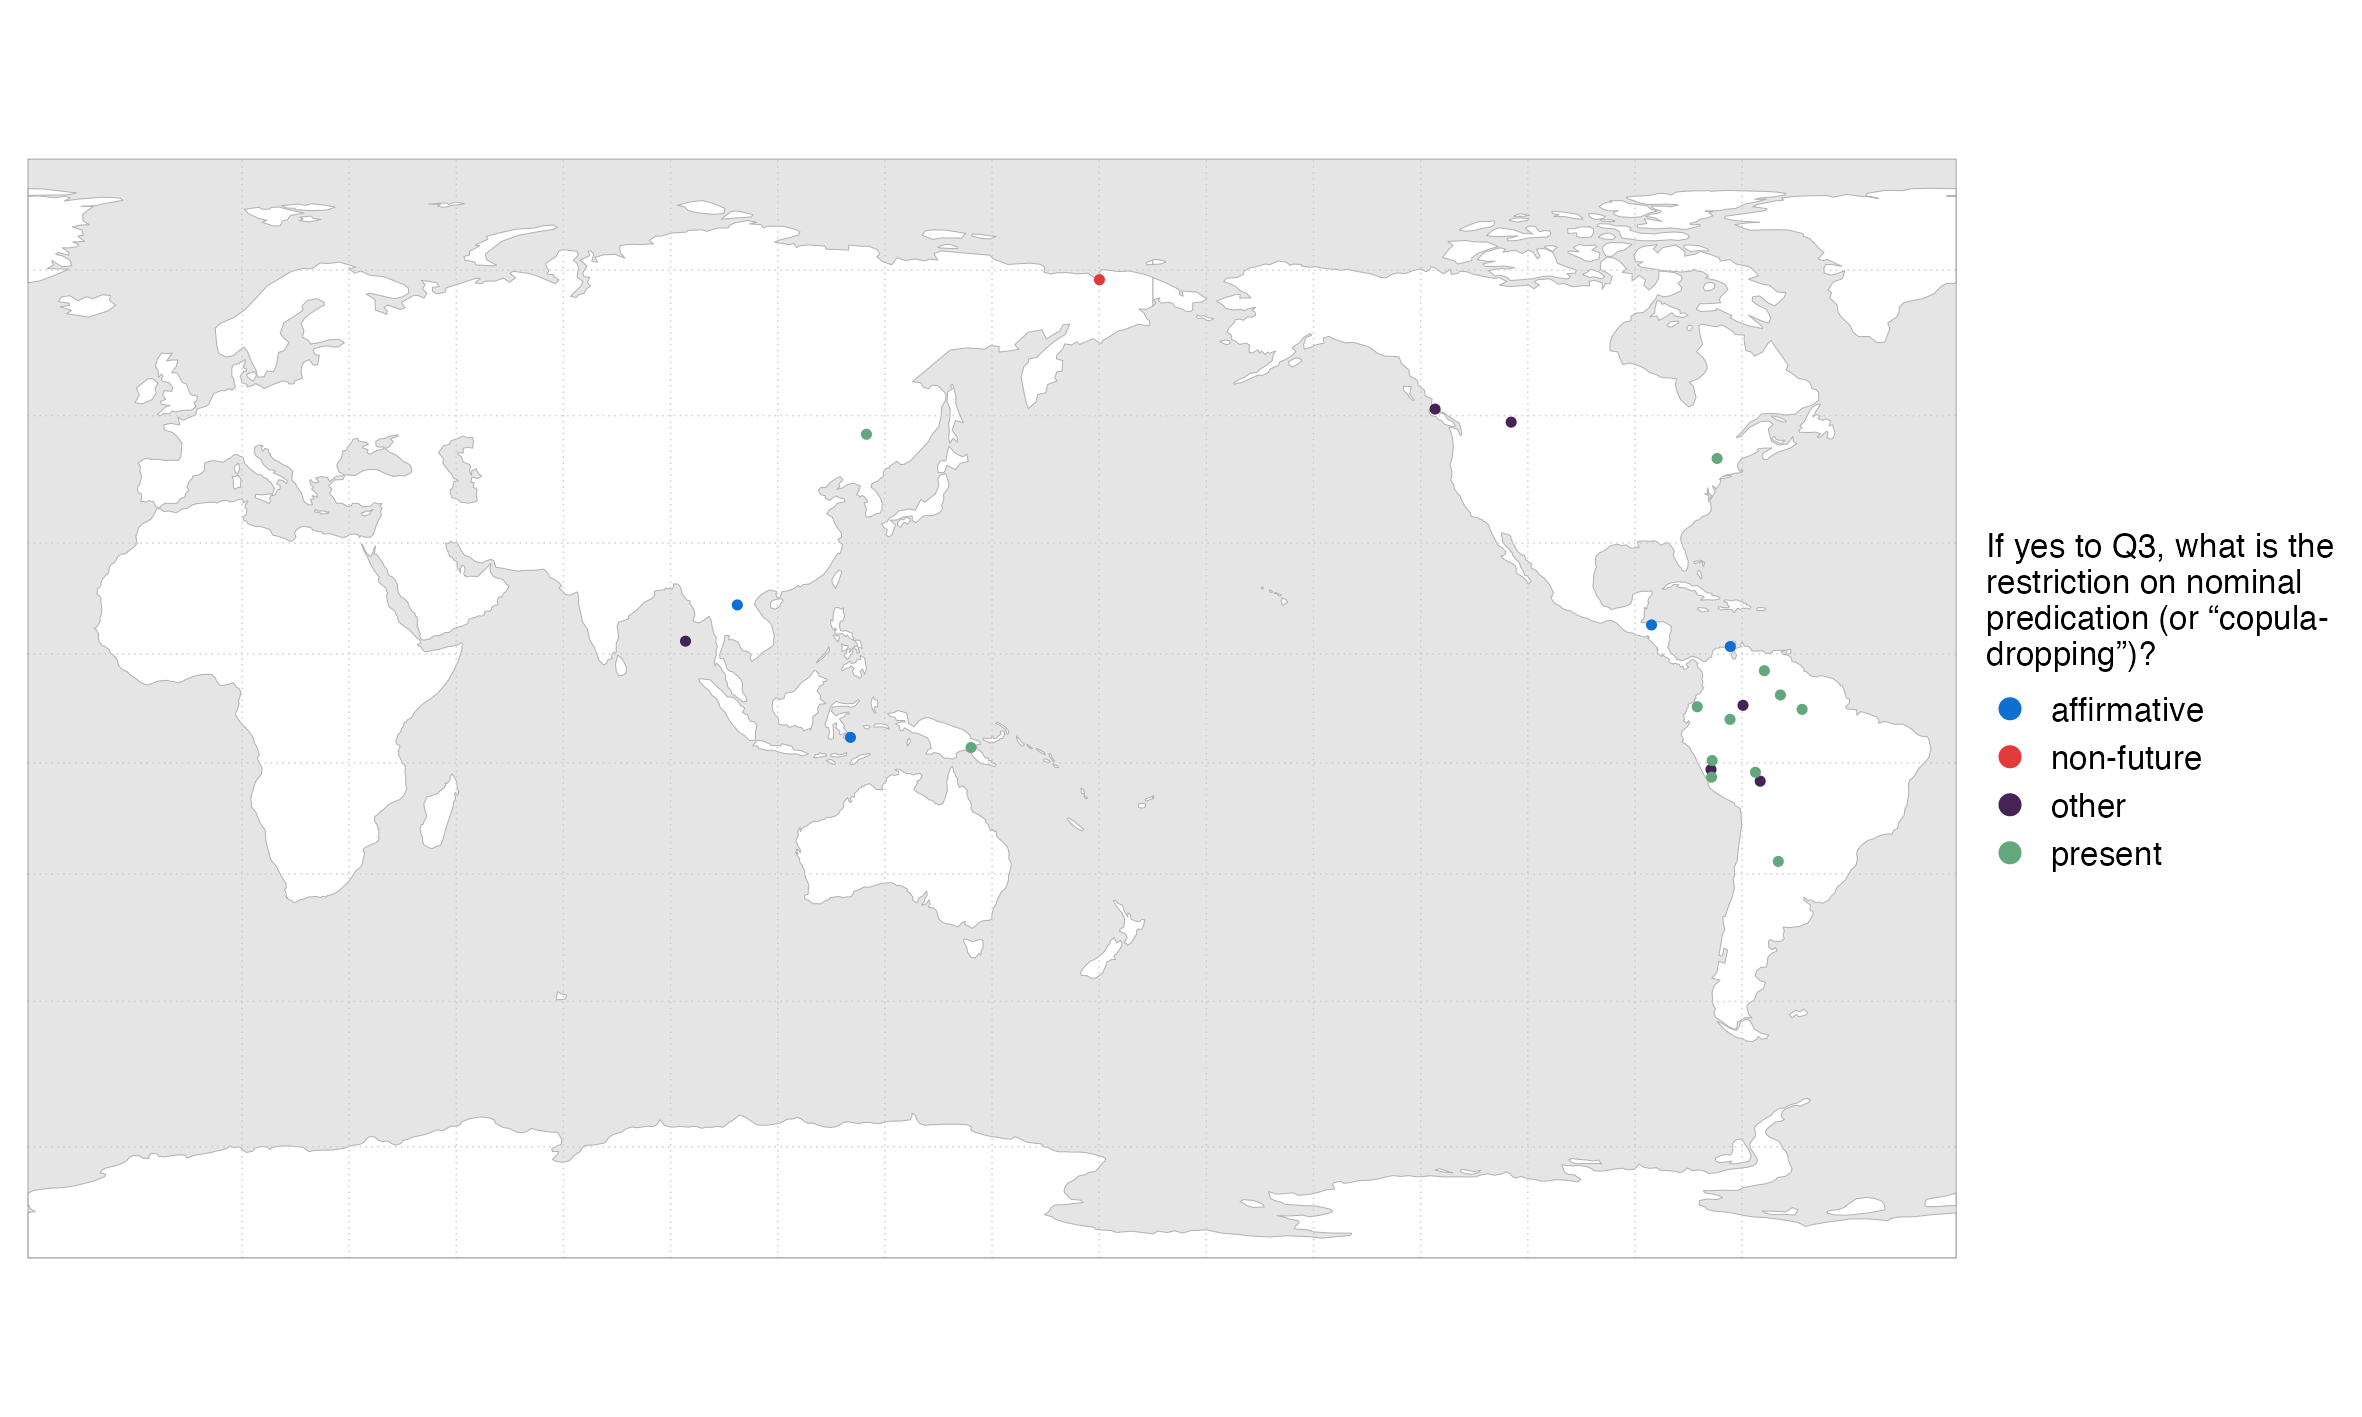 If yes to Q3, what is the
restriction on nominal
predication (or “copula-
dropping”)?
affirmative
non-future
other
present